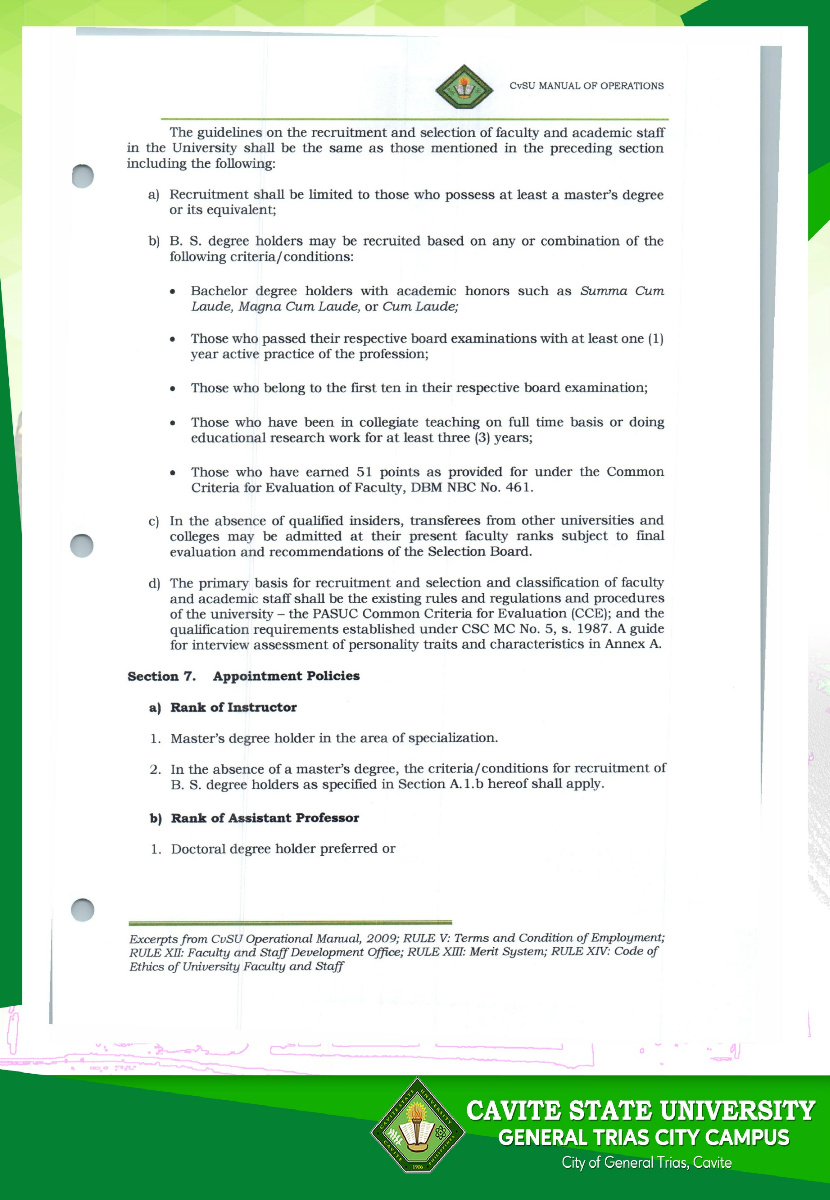 CvSU MANUAL OF OPERATIONS
The guidelines on the recruitment and selection of faculty and academic staff
in the University shall be the same as those mentioned in the preceding section
including the following:
a) Recruitment shall be limited to those who possess at least a master's degree
or its equivalent;
b) B. S. degree holders may be recruited based on any or combination of the
following criteria/conditions:
• Bachelor degree holders with academic honors such as Summa Cum
Laude, Magna Cum Laude, or Cum Laude;
• Those who passed their respective board examinations with at least one (1)
year active practice of the profession;
• Those who belong to the first ten in their respective board examination;
• Those who have been in collegiate teaching on full time basis or doing
educational research work for at least three (3) years;
• Those who have earned 51 points as provided for under the Common
Criteria for Evaluation of Faculty, DBM NBC No. 461.
c) In the absence of qualified insiders, transferees from other universities and
colleges may be admitted at their present faculty ranks subject to final
evaluation and recommendations of the Selection Board.
d) The primary basis for recruitment and selection and classification of faculty
and academic staff shall be the existing rules and regulations and procedures
of the university – the PASUC Common Criteria for Evaluation (CCE); and the
qualification requirements established under CSC MC No. 5, s. 1987. A guide
for interview assessment of personality traits and characteristics in Annex A.
Section 7. Appointment Policies
a) Rank of Instructor
1. Master's degree holder in the area of specialization.
2. In the absence of a master's degree, the criteria/conditions for recruitment of
B. S. degree holders as specified in Section A.1.b hereof shall apply.
b) Rank of Assistant Professor
1. Doctoral degree holder preferred or
Excerpts from CvSU Operational Manual, 2009; RULE V: Terms and Condition of Employment;
RULE XII: Faculty and Staff Development Office; RULE XIII: Merit System; RULE XIV: Code of
Ethics of University Faculty and Staff
CAVITE STATE UNIVERSITY
GENERAL TRIAS CITY CAMPUS
City of General Trias, Cavite
1906